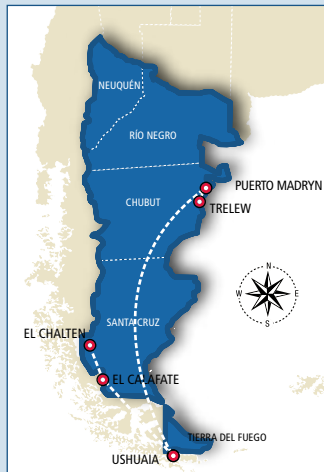 NEUQUÉN
RÍO NEGRO
PUERTO MADRYN
CHUBUT
TRELEW
N
W E
S
SANTA CRUZ
EL CHALTEN
EL CALAFATE
TIERRA DEL FUEGO
USHUAIA